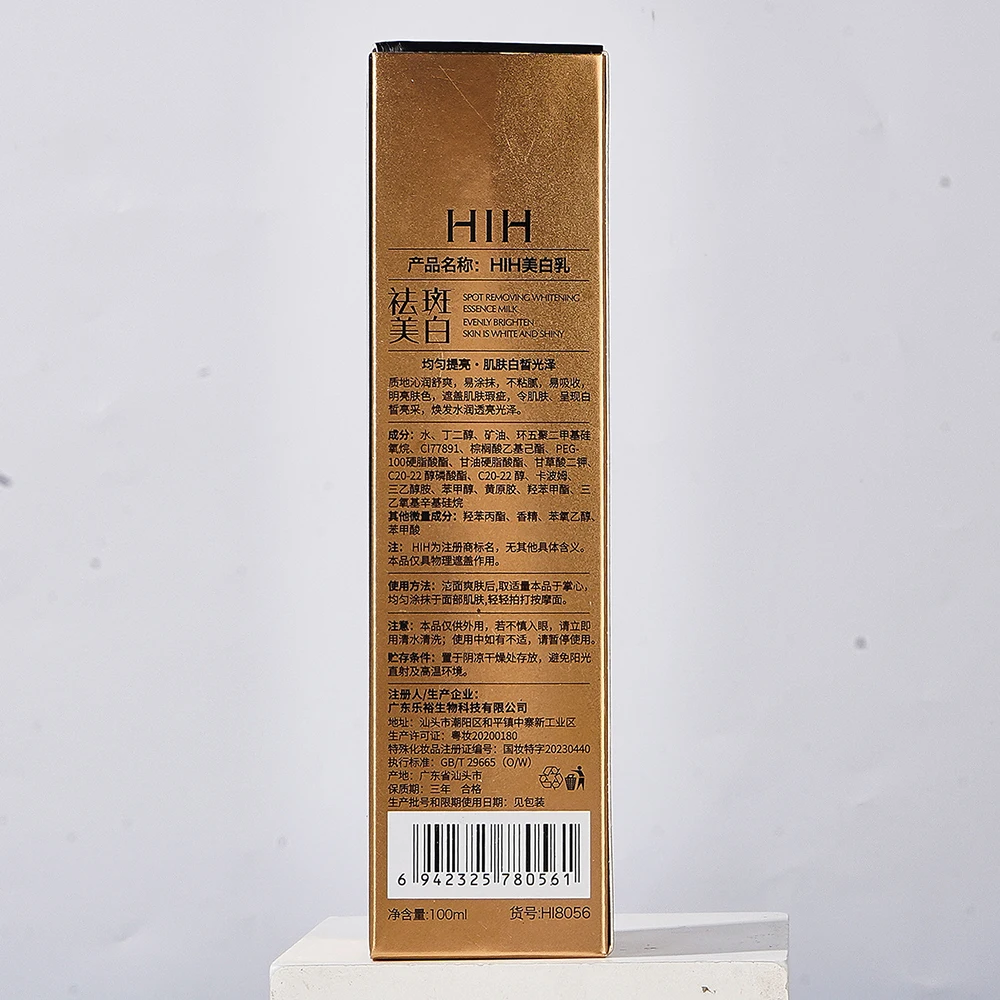 HIH
产品名称：HIH美白乳
祛斑
美白
SPOT REMOVING WHITENING
ESSENCE MILK
EVENLY BRIGHTEN
SKIN IS WHITE AND SHINY
均匀提亮·肌肤白皙光泽
质地沁润舒爽，易涂抹，不粘腻，易吸收，
明亮肤色，遮盖肌肤瑕疵，令肌肤、呈现白
皙亮采，焕发水润透亮光泽。
成分：水、丁二醇、矿油、环五聚二甲基硅
氧烷、CI77891、棕榈酸乙基己酯、PEG-
100硬脂酸酯、甘油硬脂酸酯、甘草酸二钾、
C20-22 醇磷酸酯、C20-22 醇、卡波姆、
三乙醇胺、苯甲醇、黄原胶、羟苯甲酯、三
乙氧基辛基硅烷
其他微量成分：羟苯丙酯、香精、苯氧乙醇、
苯甲酸
注： HIH为注册商标名，无其他具体含义。
本品仅具物理遮盖作用。
使用方法：洁面爽肤后,取适量本品于掌心，
均匀涂抹于面部肌肤,轻轻拍打按摩面。
注意：本品仅供外用，若不慎入眼，请立即
用清水清洗；使用中如有不适，请暂停使用。
贮存条件：置于阴凉干燥处存放，避免阳光
直射及高温环境。
注册人/生产企业：
广东乐裕生物科技有限公司
地址：汕头市潮阳区和平镇中寨新工业区
生产许可证：粤妆20200180
特殊化妆品注册证编号：国妆特字20230440
执行标准：GB/T 29665（O/W）
产地：广东省汕头市
保质期：三年 合格
生产批号和限期使用日期：见包装
6 942325 780561
净含量:100ml 货号:HI8056